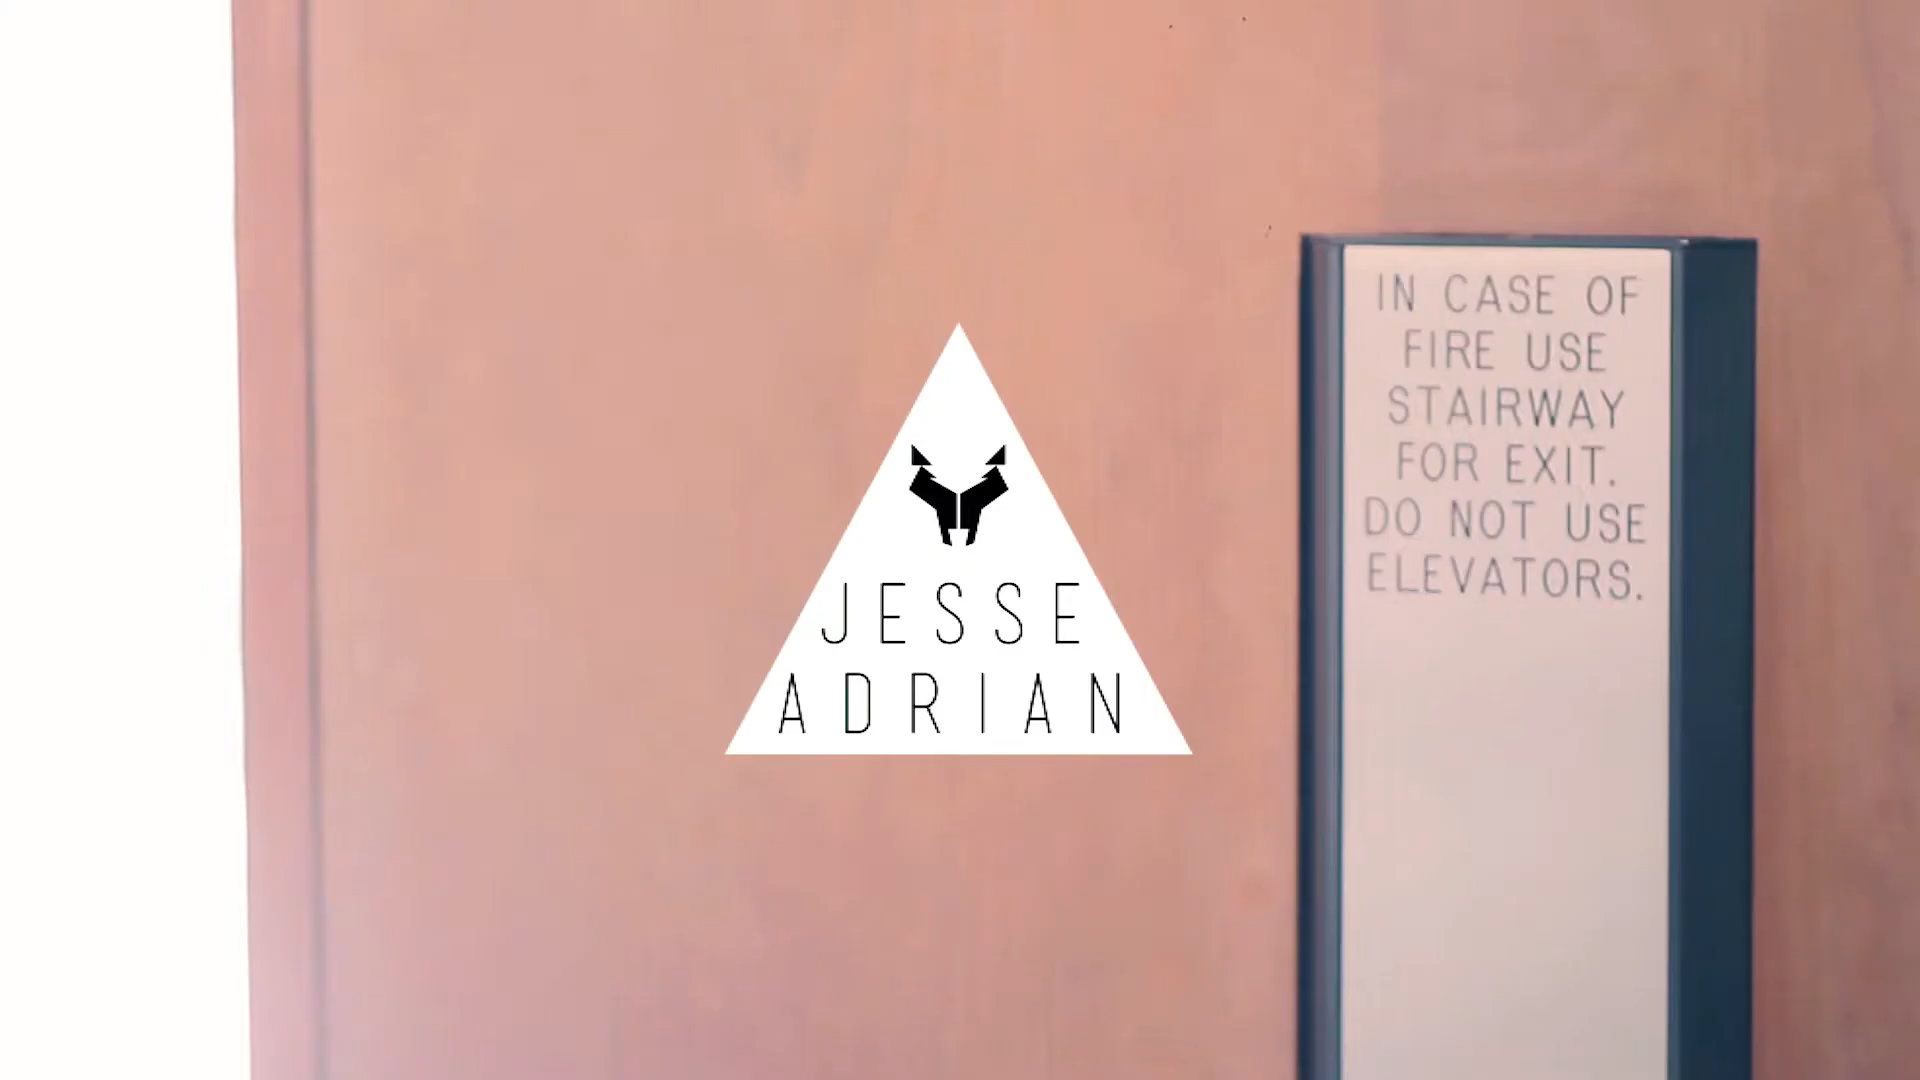 JESSE
ADRIAN
IN CASE OF
FIRE USE
STAIRWAY
FOR EXIT.
DO NOT USE
ELEVATORS.